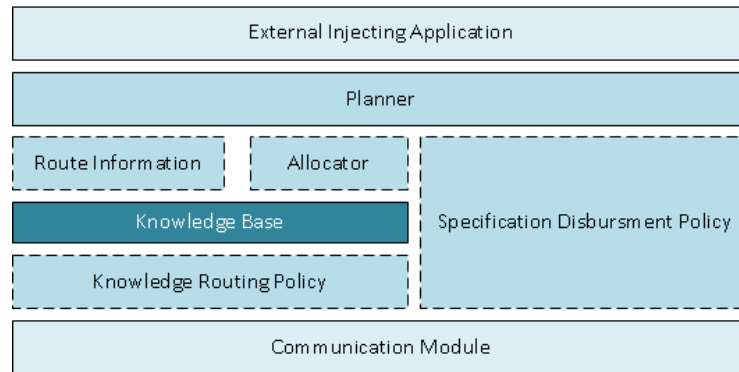 External Injecting Application
Planner
Route Information
Allocator
Knowledge Base
Specification Disbursment Policy
Knowledge Routing Policy
Communication Module